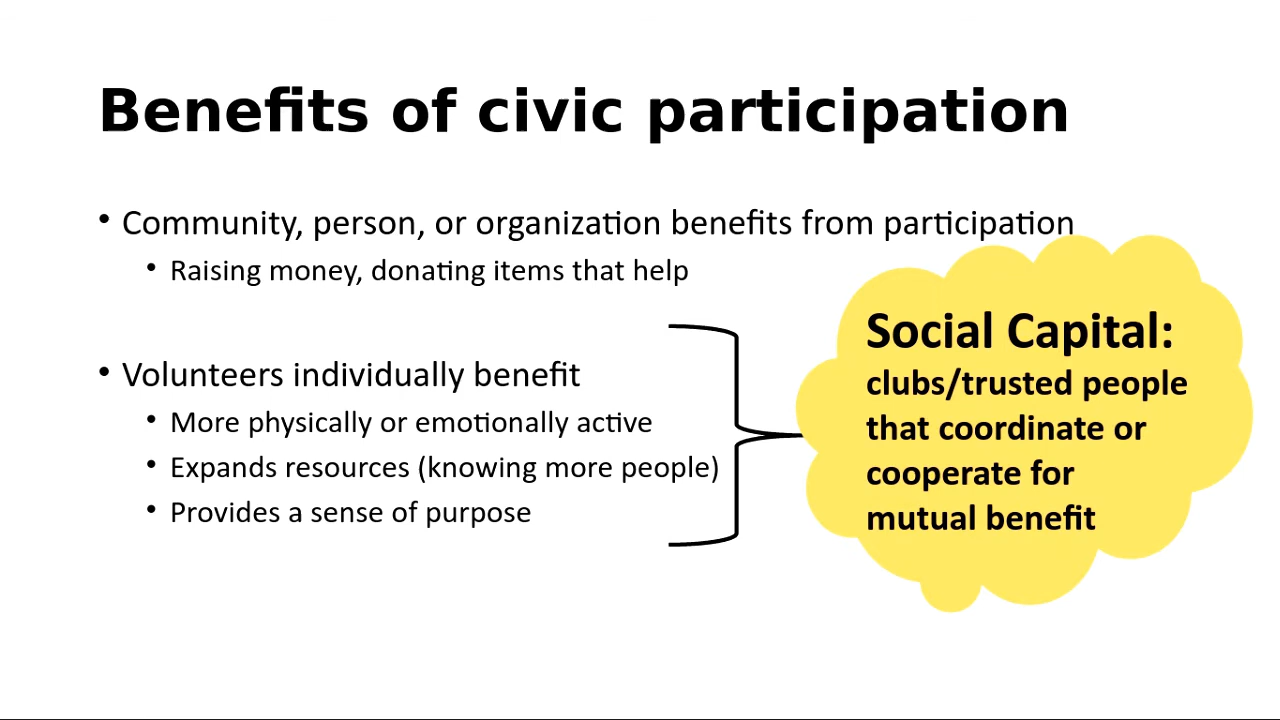 Benefits of civic participation
• Community, person, or organization benefits from participation
• Raising money, donating items that help
• Volunteers individually benefit
• More physically or emotionally active
• Expands resources (knowing more people)
• Provides a sense of purpose
Social Capital:
clubs/trusted people
that coordinate or
cooperate for
mutual benefit